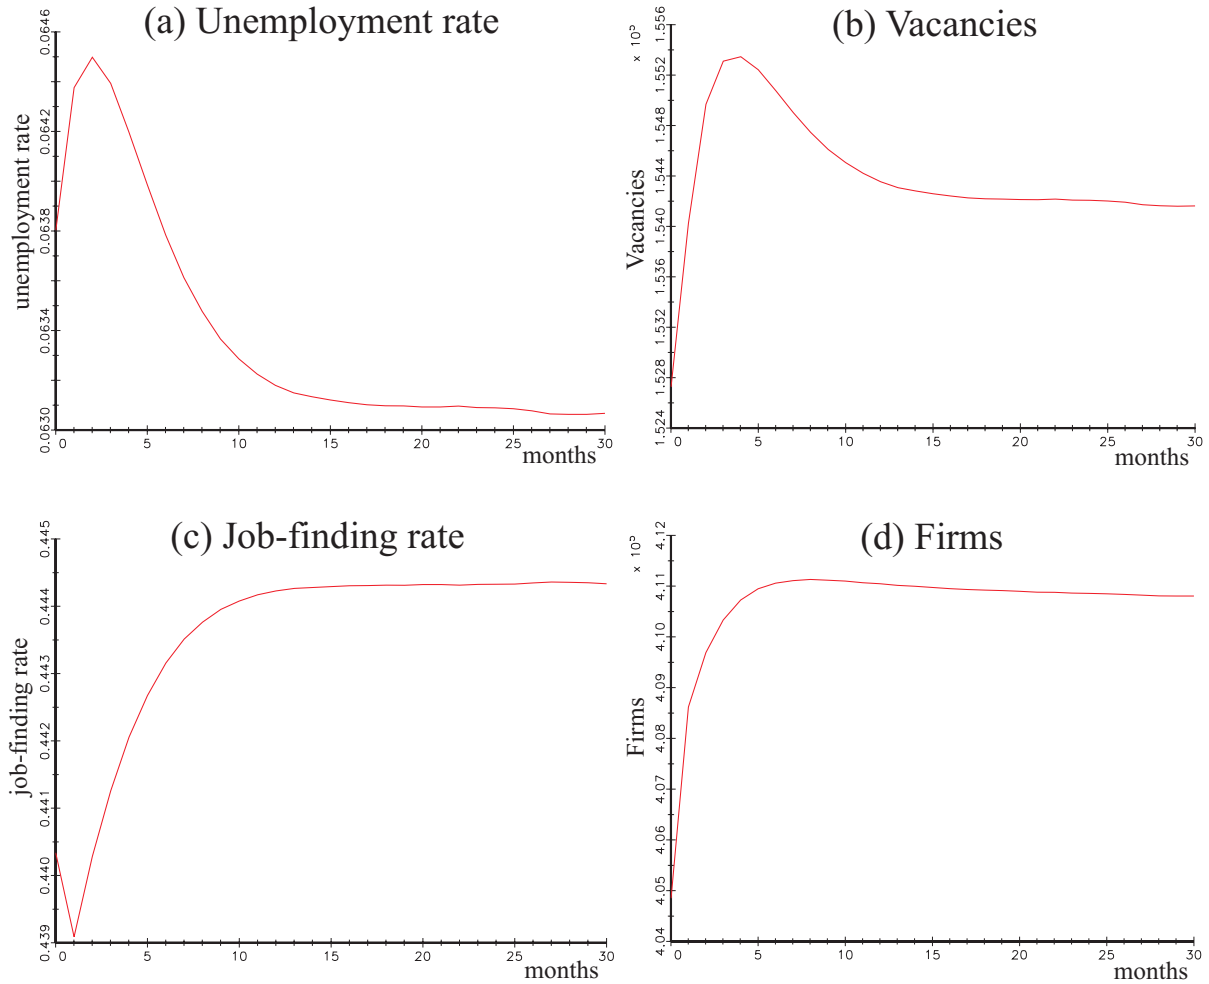 (a) Unemployment rate
unemployment rate
0.0646
0.0642
0.0638
0.0634
0.0630
0 5 10 15 20 25 30
months
(b) Vacancies
Vacancies
x 10⁵
1.556
1.552
1.548
1.544
1.540
1.536
1.532
1.528
1.524
0 5 10 15 20 25 30
months
(c) Job-finding rate
job-finding rate
0.445
0.444
0.443
0.442
0.441
0.440
0.439
0 5 10 15 20 25 30
months
(d) Firms
Firms
x 10⁵
4.12
4.11
4.10
4.09
4.08
4.07
4.06
4.05
4.04
0 5 10 15 20 25 30
months